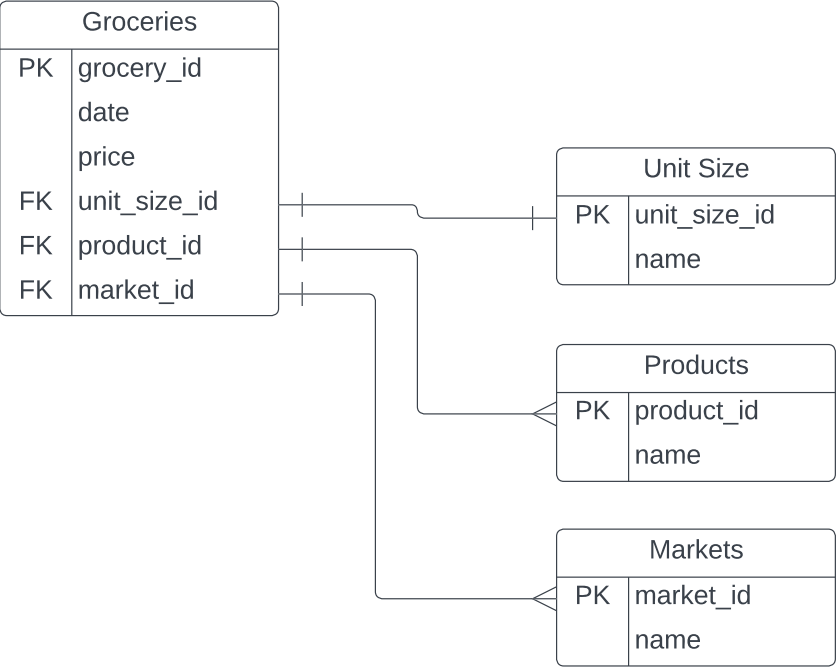 Groceries
PK grocery_id
date
price
FK unit_size_id
FK product_id
FK market_id
Unit Size
PK unit_size_id
name
Products
PK product_id
name
Markets
PK market_id
name